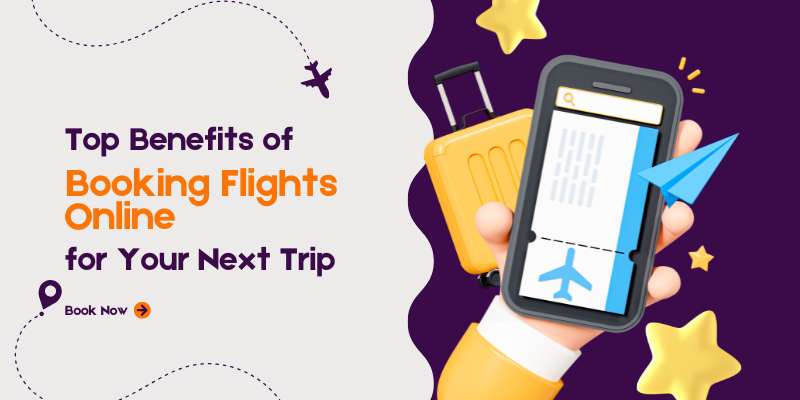 Top Benefits of
Booking Flights
Online
for Your Next Trip
Book Now